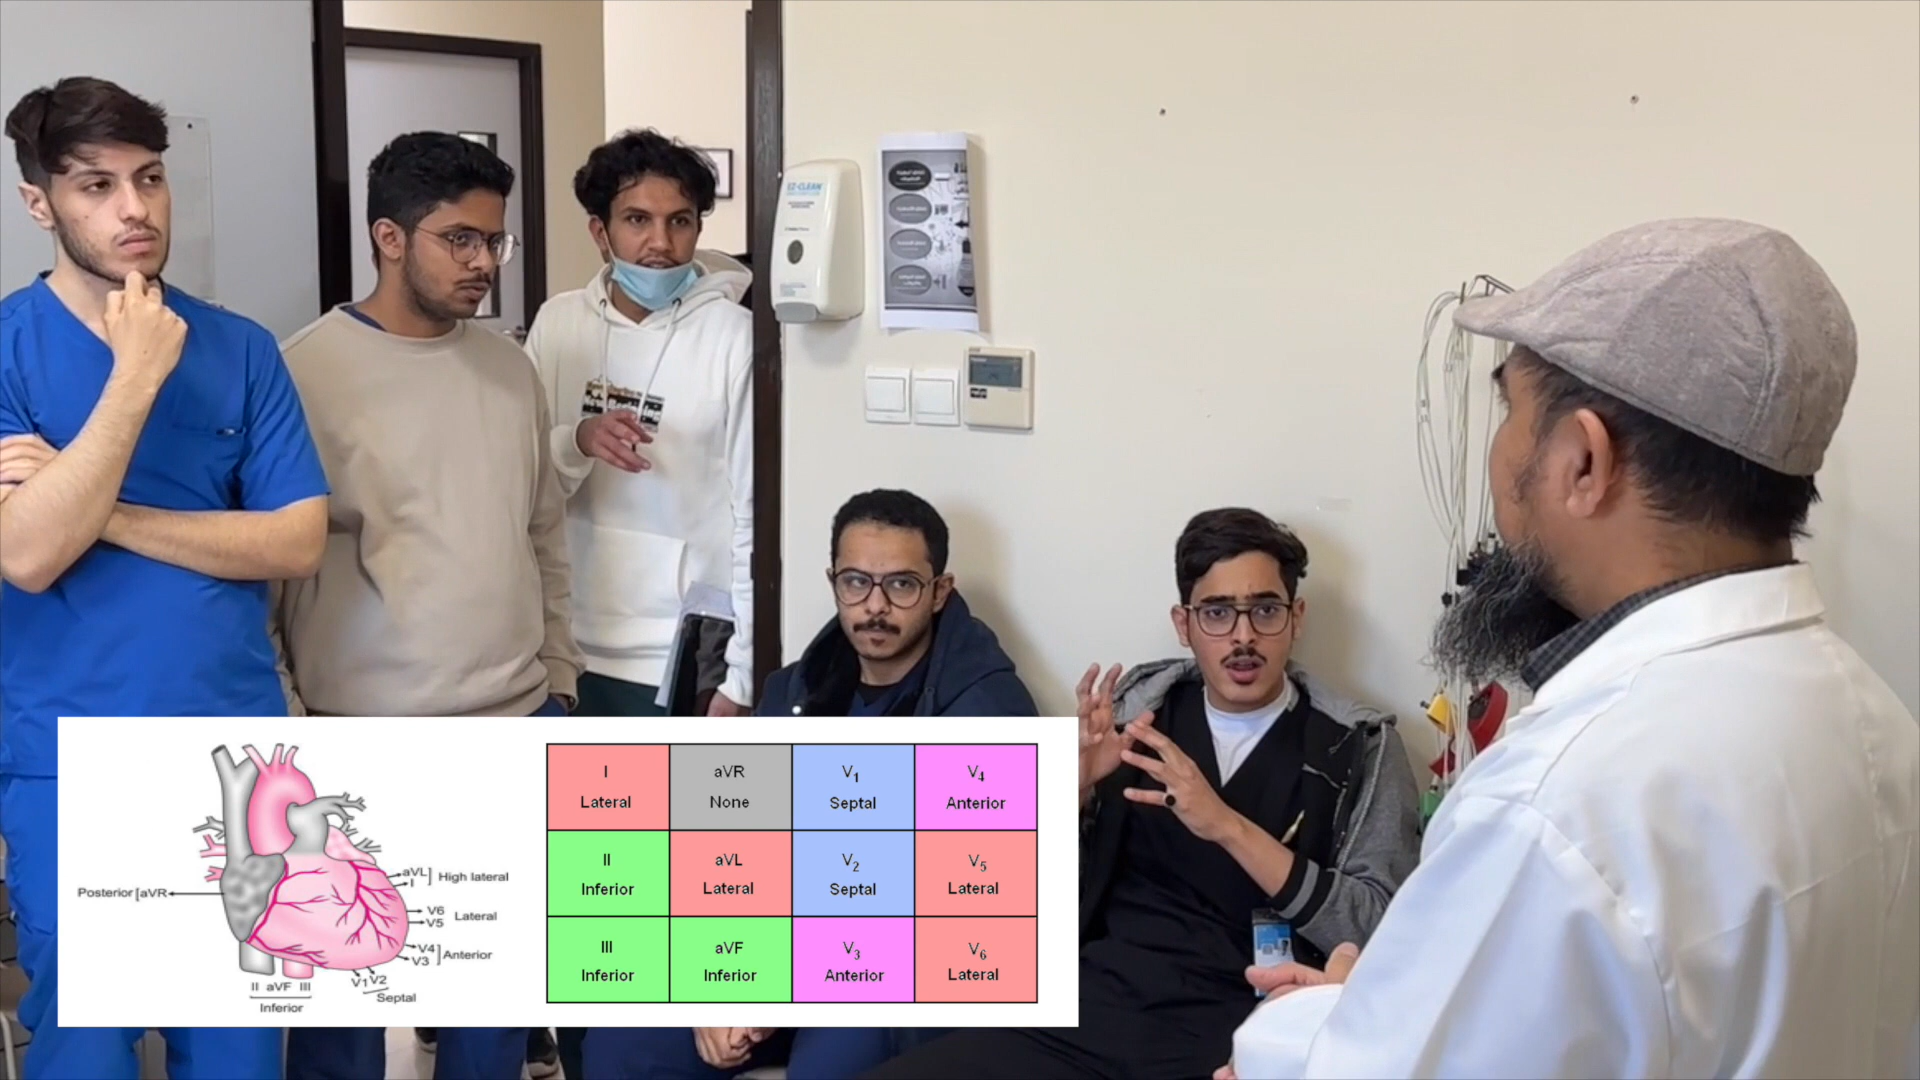 EZ-CLEAN
Posterior [aVR
aVL
I
High lateral
V6
V5
Lateral
V4
V3
Anterior
V1 V2
Septal
II aVF III
Inferior
I
Lateral
aVR
None
V1
Septal
V4
Anterior
II
Inferior
aVL
Lateral
V2
Septal
V5
Lateral
III
Inferior
aVF
Inferior
V3
Anterior
V6
Lateral